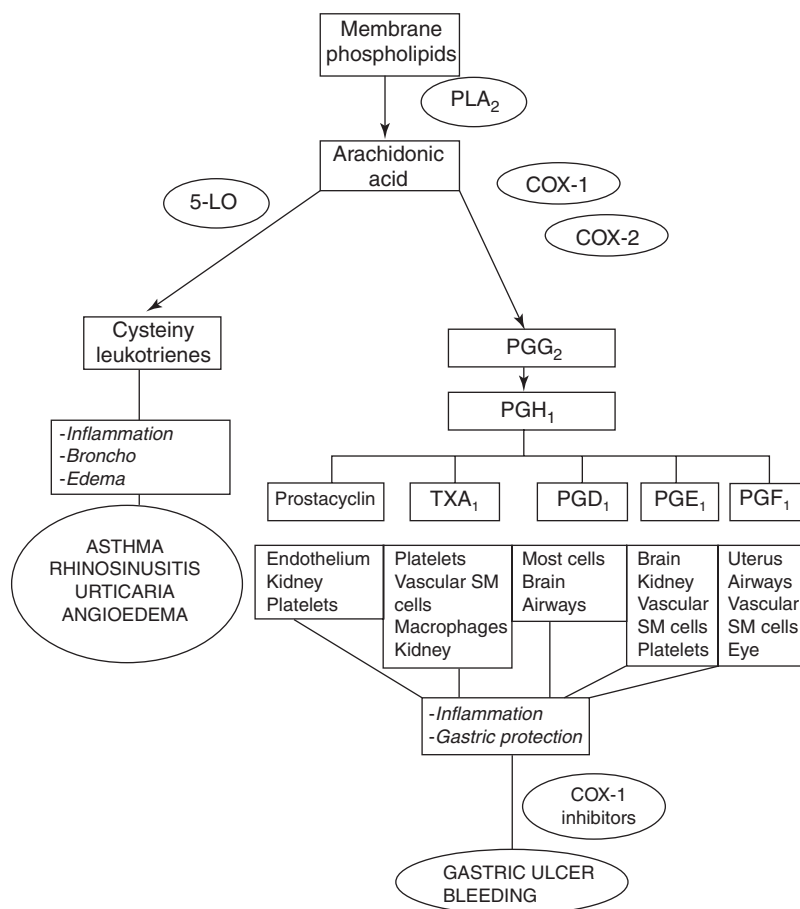 Membrane
phospholipids
PLA₂
Arachidonic
acid
5-LO
COX-1
COX-2
Cysteiny
leukotrienes
PGG₂
PGH₁
-Inflammation
-Broncho
-Edema
Prostacyclin
TXA₁
PGD₁
PGE₁
PGF₁
ASTHMA
RHINOSINUSITIS
URTICARIA
ANGIOEDEMA
Endothelium
Kidney
Platelets
Platelets
Vascular SM
cells
Macrophages
Kidney
Most cells
Brain
Airways
Brain
Kidney
Vascular
SM cells
Platelets
Uterus
Airways
Vascular
SM cells
Eye
-Inflammation
-Gastric protection
COX-1
inhibitors
GASTRIC ULCER
BLEEDING